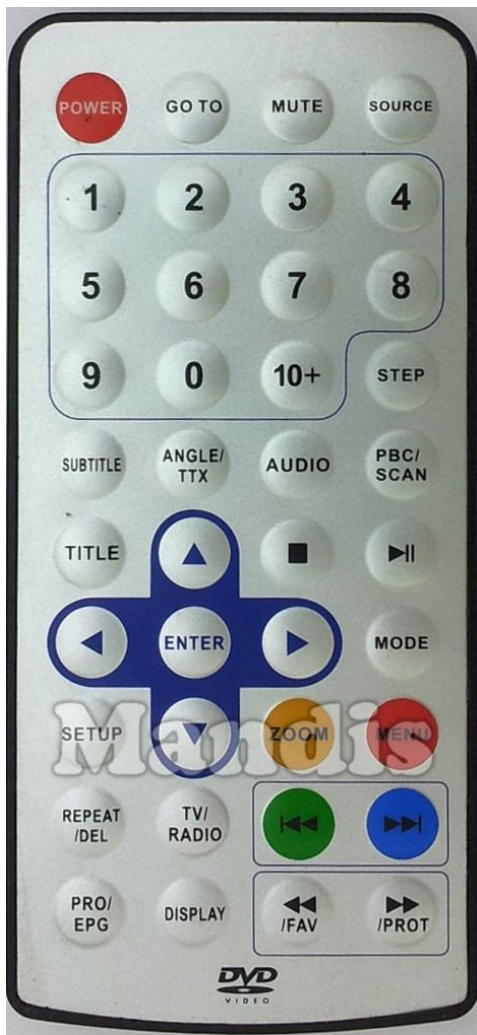 POWER GO TO MUTE SOURCE
1 2 3 4
5 6 7 8
9 0 10+ STEP
SUBTITLE ANGLE/ AUDIO PBC/
TTX SCAN
TITLE
ENTER MODE
SETUP ZOOM MENU
Mandis
REPEAT TV/
/DEL RADIO
PRO/ DISPLAY /FAV /PROT
EPG
DVD
VIDEO